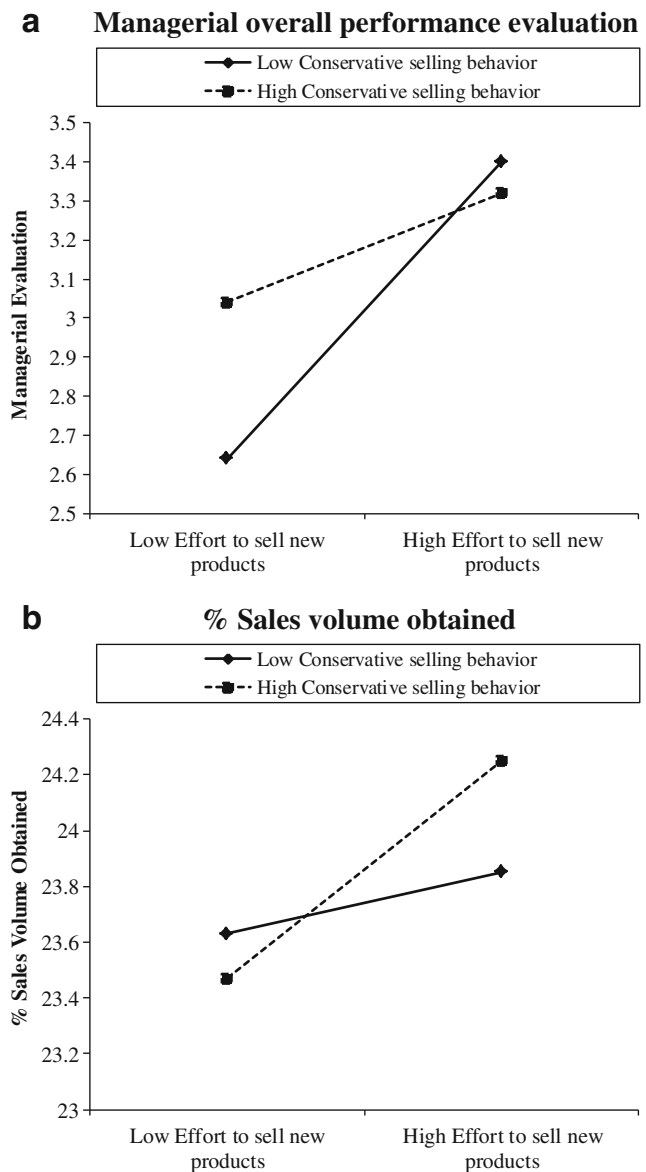 a Managerial overall performance evaluation
Low Conservative selling behavior
High Conservative selling behavior
3.5
3.4
3.3
3.2
3.1
3
2.9
2.8
2.7
2.6
2.5
Managerial Evaluation
Low Effort to sell new
products
High Effort to sell new
products
b % Sales volume obtained
Low Conservative selling behavior
High Conservative selling behavior
24.4
24.2
24
23.8
23.6
23.4
23.2
23
% Sales Volume Obtained
Low Effort to sell new
products
High Effort to sell new
products